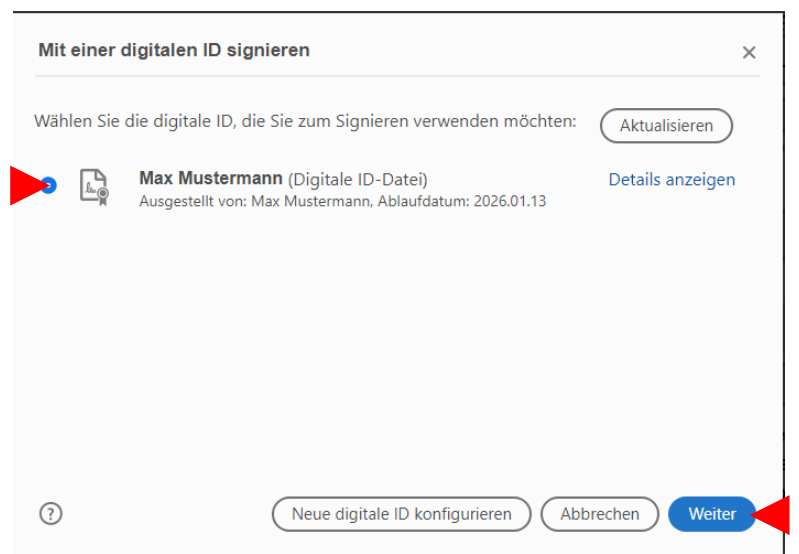 Mit einer digitalen ID signieren
Wählen Sie die digitale ID, die Sie zum Signieren verwenden möchten:
Aktualisieren
Max Mustermann (Digitale ID-Datei)
Details anzeigen
Ausgestellt von: Max Mustermann, Ablaufdatum: 2026.01.13
?
Neue digitale ID konfigurieren
Abbrechen
Weiter